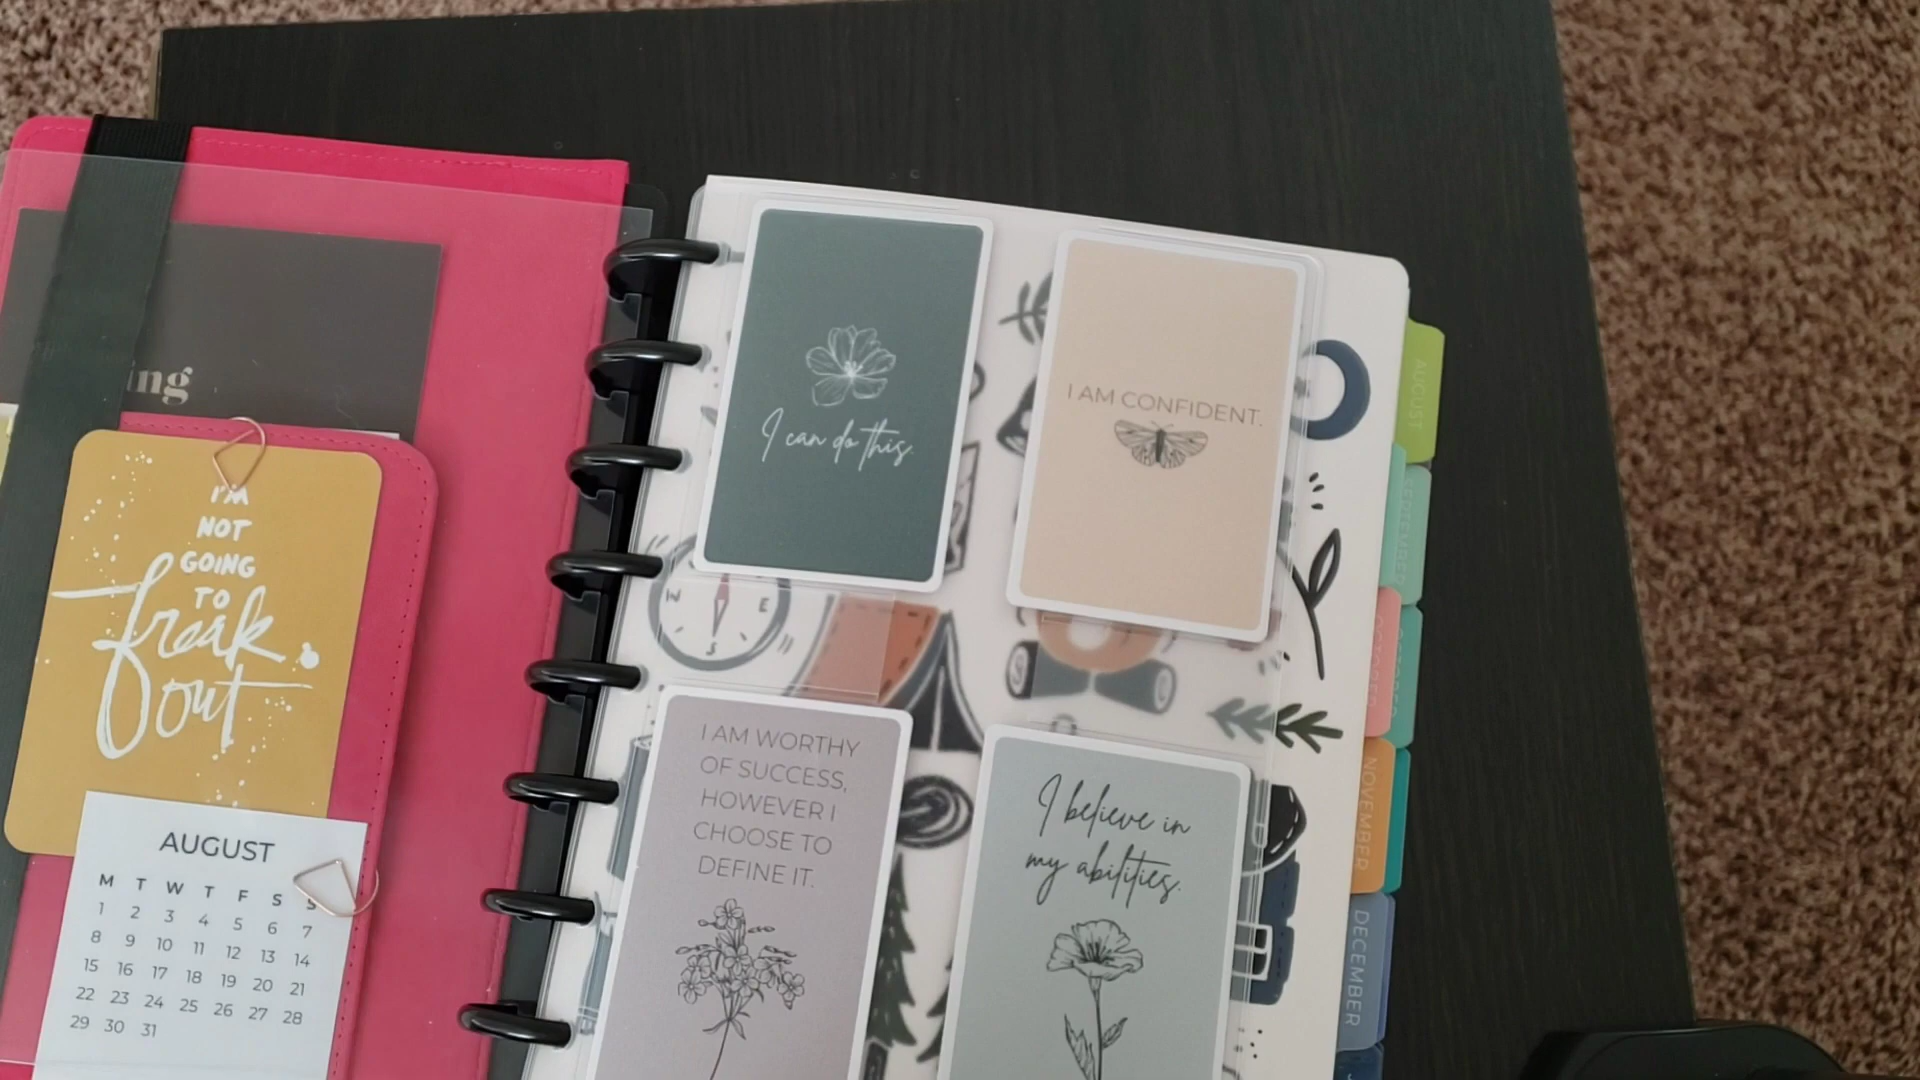 ing
I'M
NOT
GOING
TO
freak
out
AUGUST
M T W T F S S
1 2 3 4 5 6 7
8 9 10 11 12 13 14
15 16 17 18 19 20 21
22 23 24 25 26 27 28
29 30 31
I can do this.
I AM CONFIDENT.
W E
S
I AM WORTHY
OF SUCCESS,
HOWEVER I
CHOOSE TO
DEFINE IT.
I believe in
my abilities.
AUGUST
SEPTEMBER
OCTOBER
OCTOBER
NOVEMBER
DECEMBER